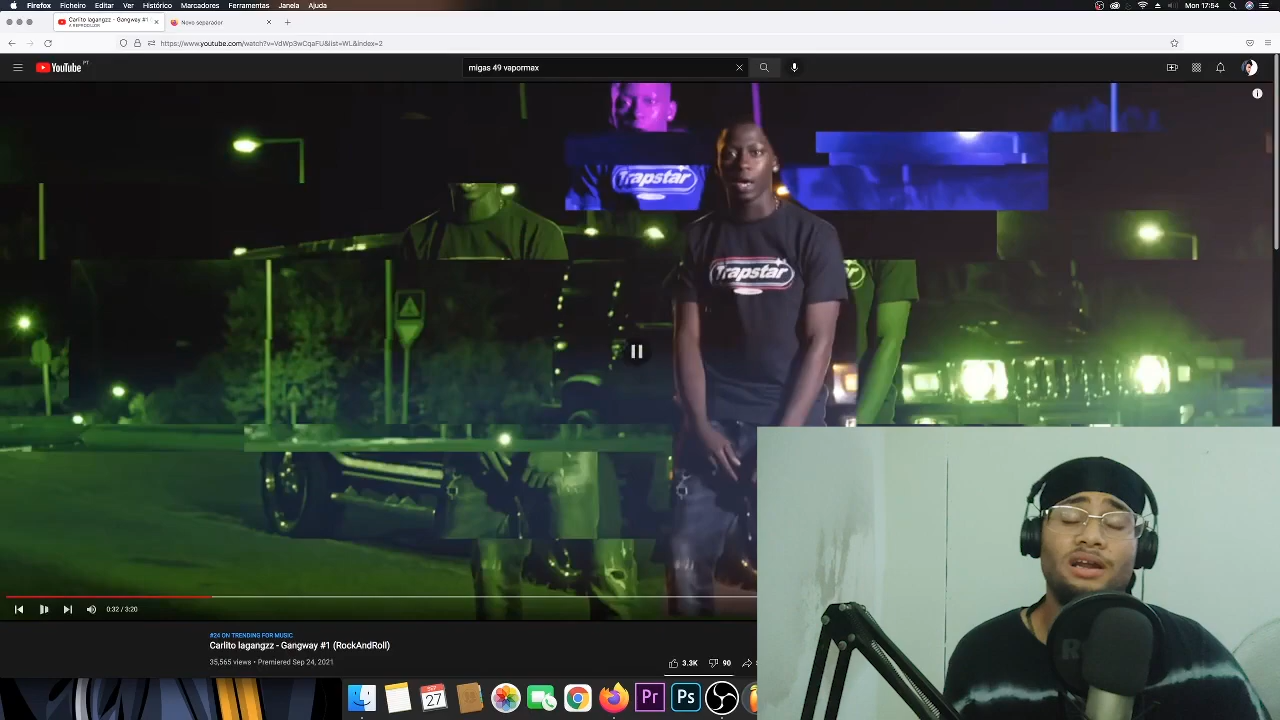 Firefox Ficheiro Editar Ver Histórico Marcadores Ferramentas Janela Ajuda
Mon 17:54
Carlito lagangzz - Gangway #1
Novo separador
https://www.youtube.com/watch?v=VdWp3wCqaFU&list=WL&index=2
YouTube PT
migas 49 vapormax
Trapstar
Trapstar
0:32 / 3:20
#24 ON TRENDING FOR MUSIC
Carlito lagangzz - Gangway #1 (RockAndRoll)
35,565 views • Premiered Sep 24, 2021
3.3K
90
SEP
27
Pr
Ps